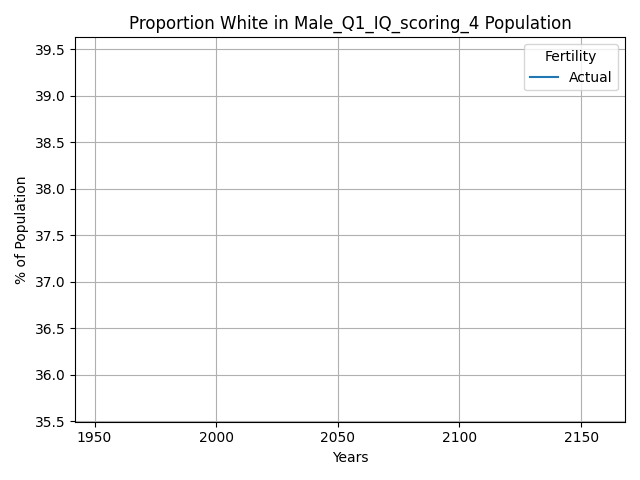 Proportion White in Male_Q1_IQ_scoring_4 Population
39.5
39.0
38.5
38.0
37.5
37.0
36.5
36.0
35.5
% of Population
Fertility
Actual
1950
2000
2050
2100
2150
Years